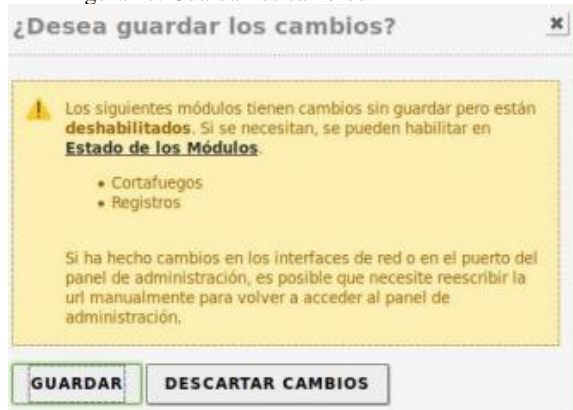 ¿Desea guardar los cambios?
Los siguientes módulos tienen cambios sin guardar pero están
deshabilitados. Si se necesitan, se pueden habilitar en
Estado de los Módulos.
• Cortafuegos
• Registros
Si ha hecho cambios en los interfaces de red o en el puerto del
panel de administración, es posible que necesite reescribir la
url manualmente para volver a acceder al panel de
administración.
GUARDAR DESCARTAR CAMBIOS